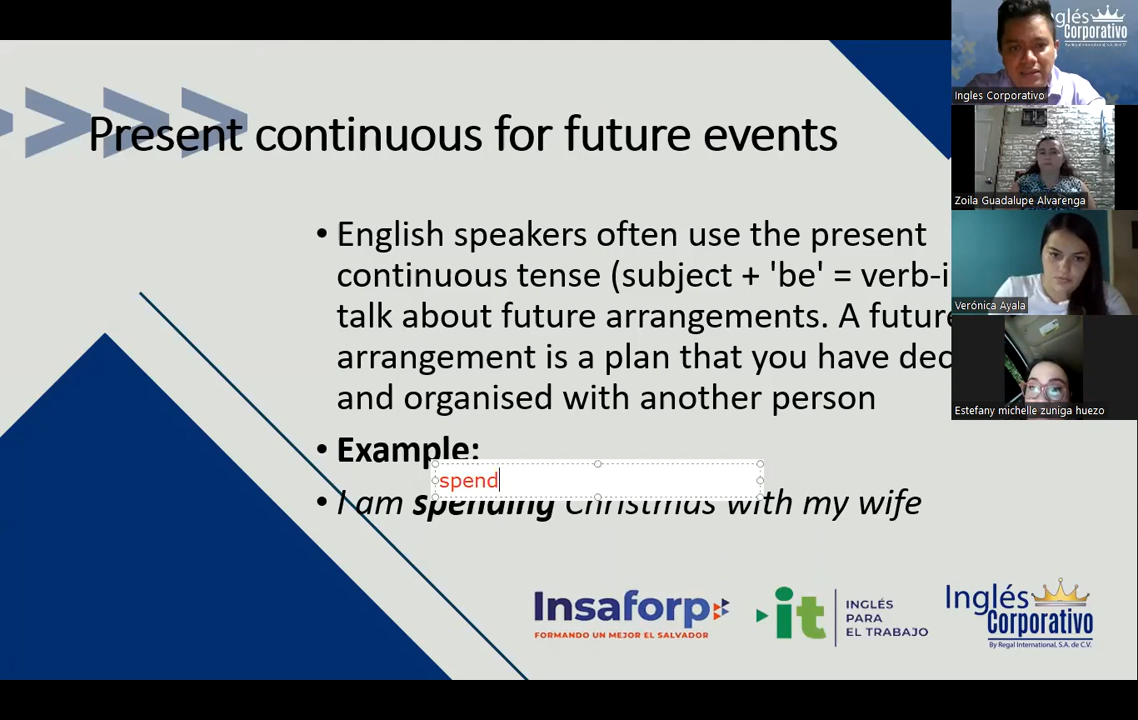 Present continuous for future events
• English speakers often use the present
continuous tense (subject + 'be' = verb-i
talk about future arrangements. A future
arrangement is a plan that you have dec
and organised with another person
• Example:
spend
• I am spending Christmas with my wife
Insaforp
FORMANDO UN MEJOR EL SALVADOR
it
INGLÉS
PARA
EL TRABAJO
Inglés
Corporativo
By Regal International, S.A. de C.V.
glés
Corporativo
Ingles Corporativo
Zoila Guadalupe Alvarenga
Verónica Ayala
Estefany michelle zuniga huezo